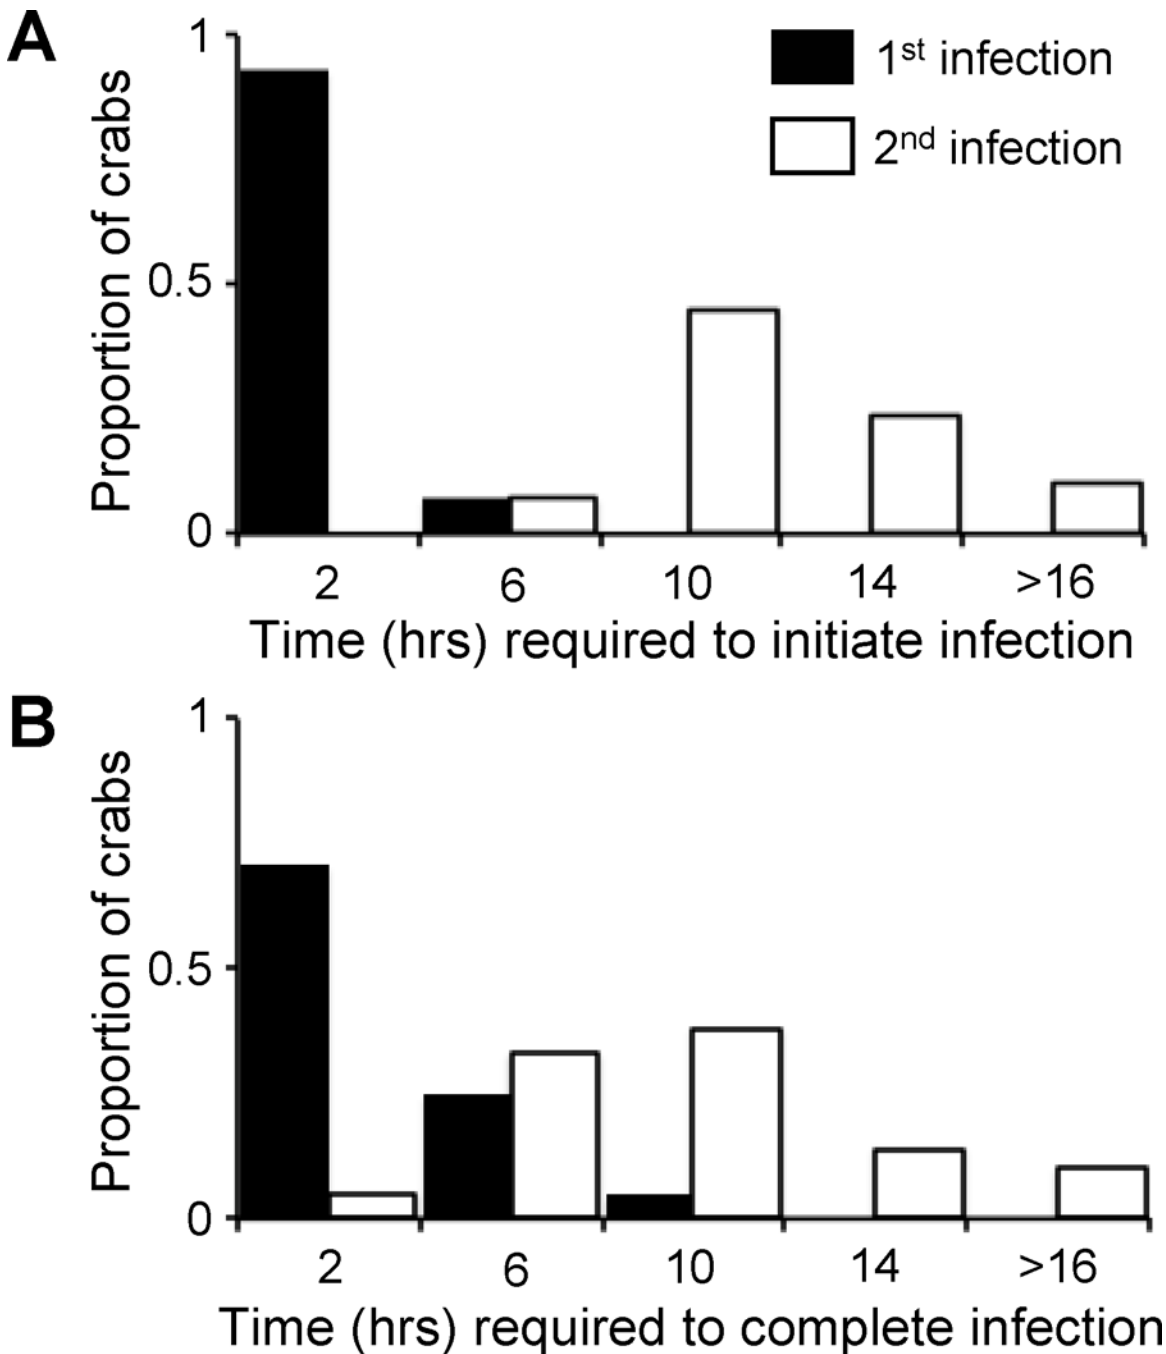 A
1
1st infection
2nd infection
Proportion of crabs
0.5
0
2 6 10 14 >16
Time (hrs) required to initiate infection
B
1
Proportion of crabs
0.5
0
2 6 10 14 >16
Time (hrs) required to complete infection